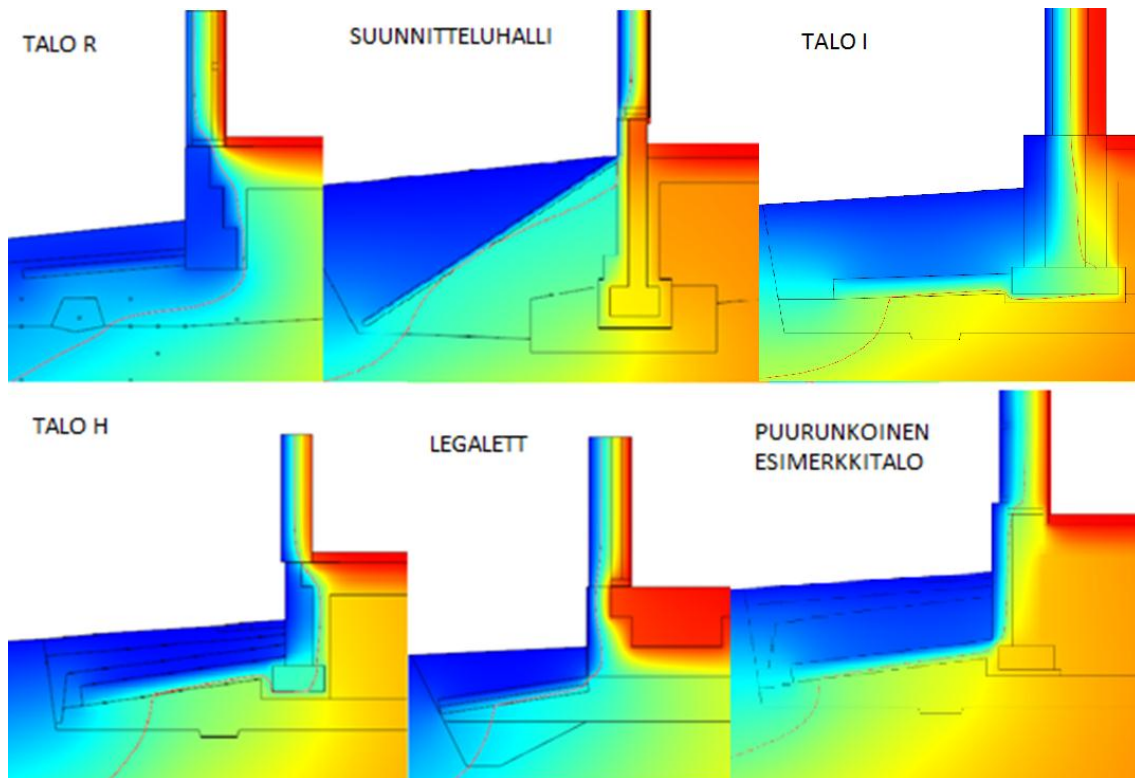 TALO R
SUUNNITTELUHALLI
TALO I
TALO H
LEGALETT
PUURUNKOINEN
ESIMERKKITALO